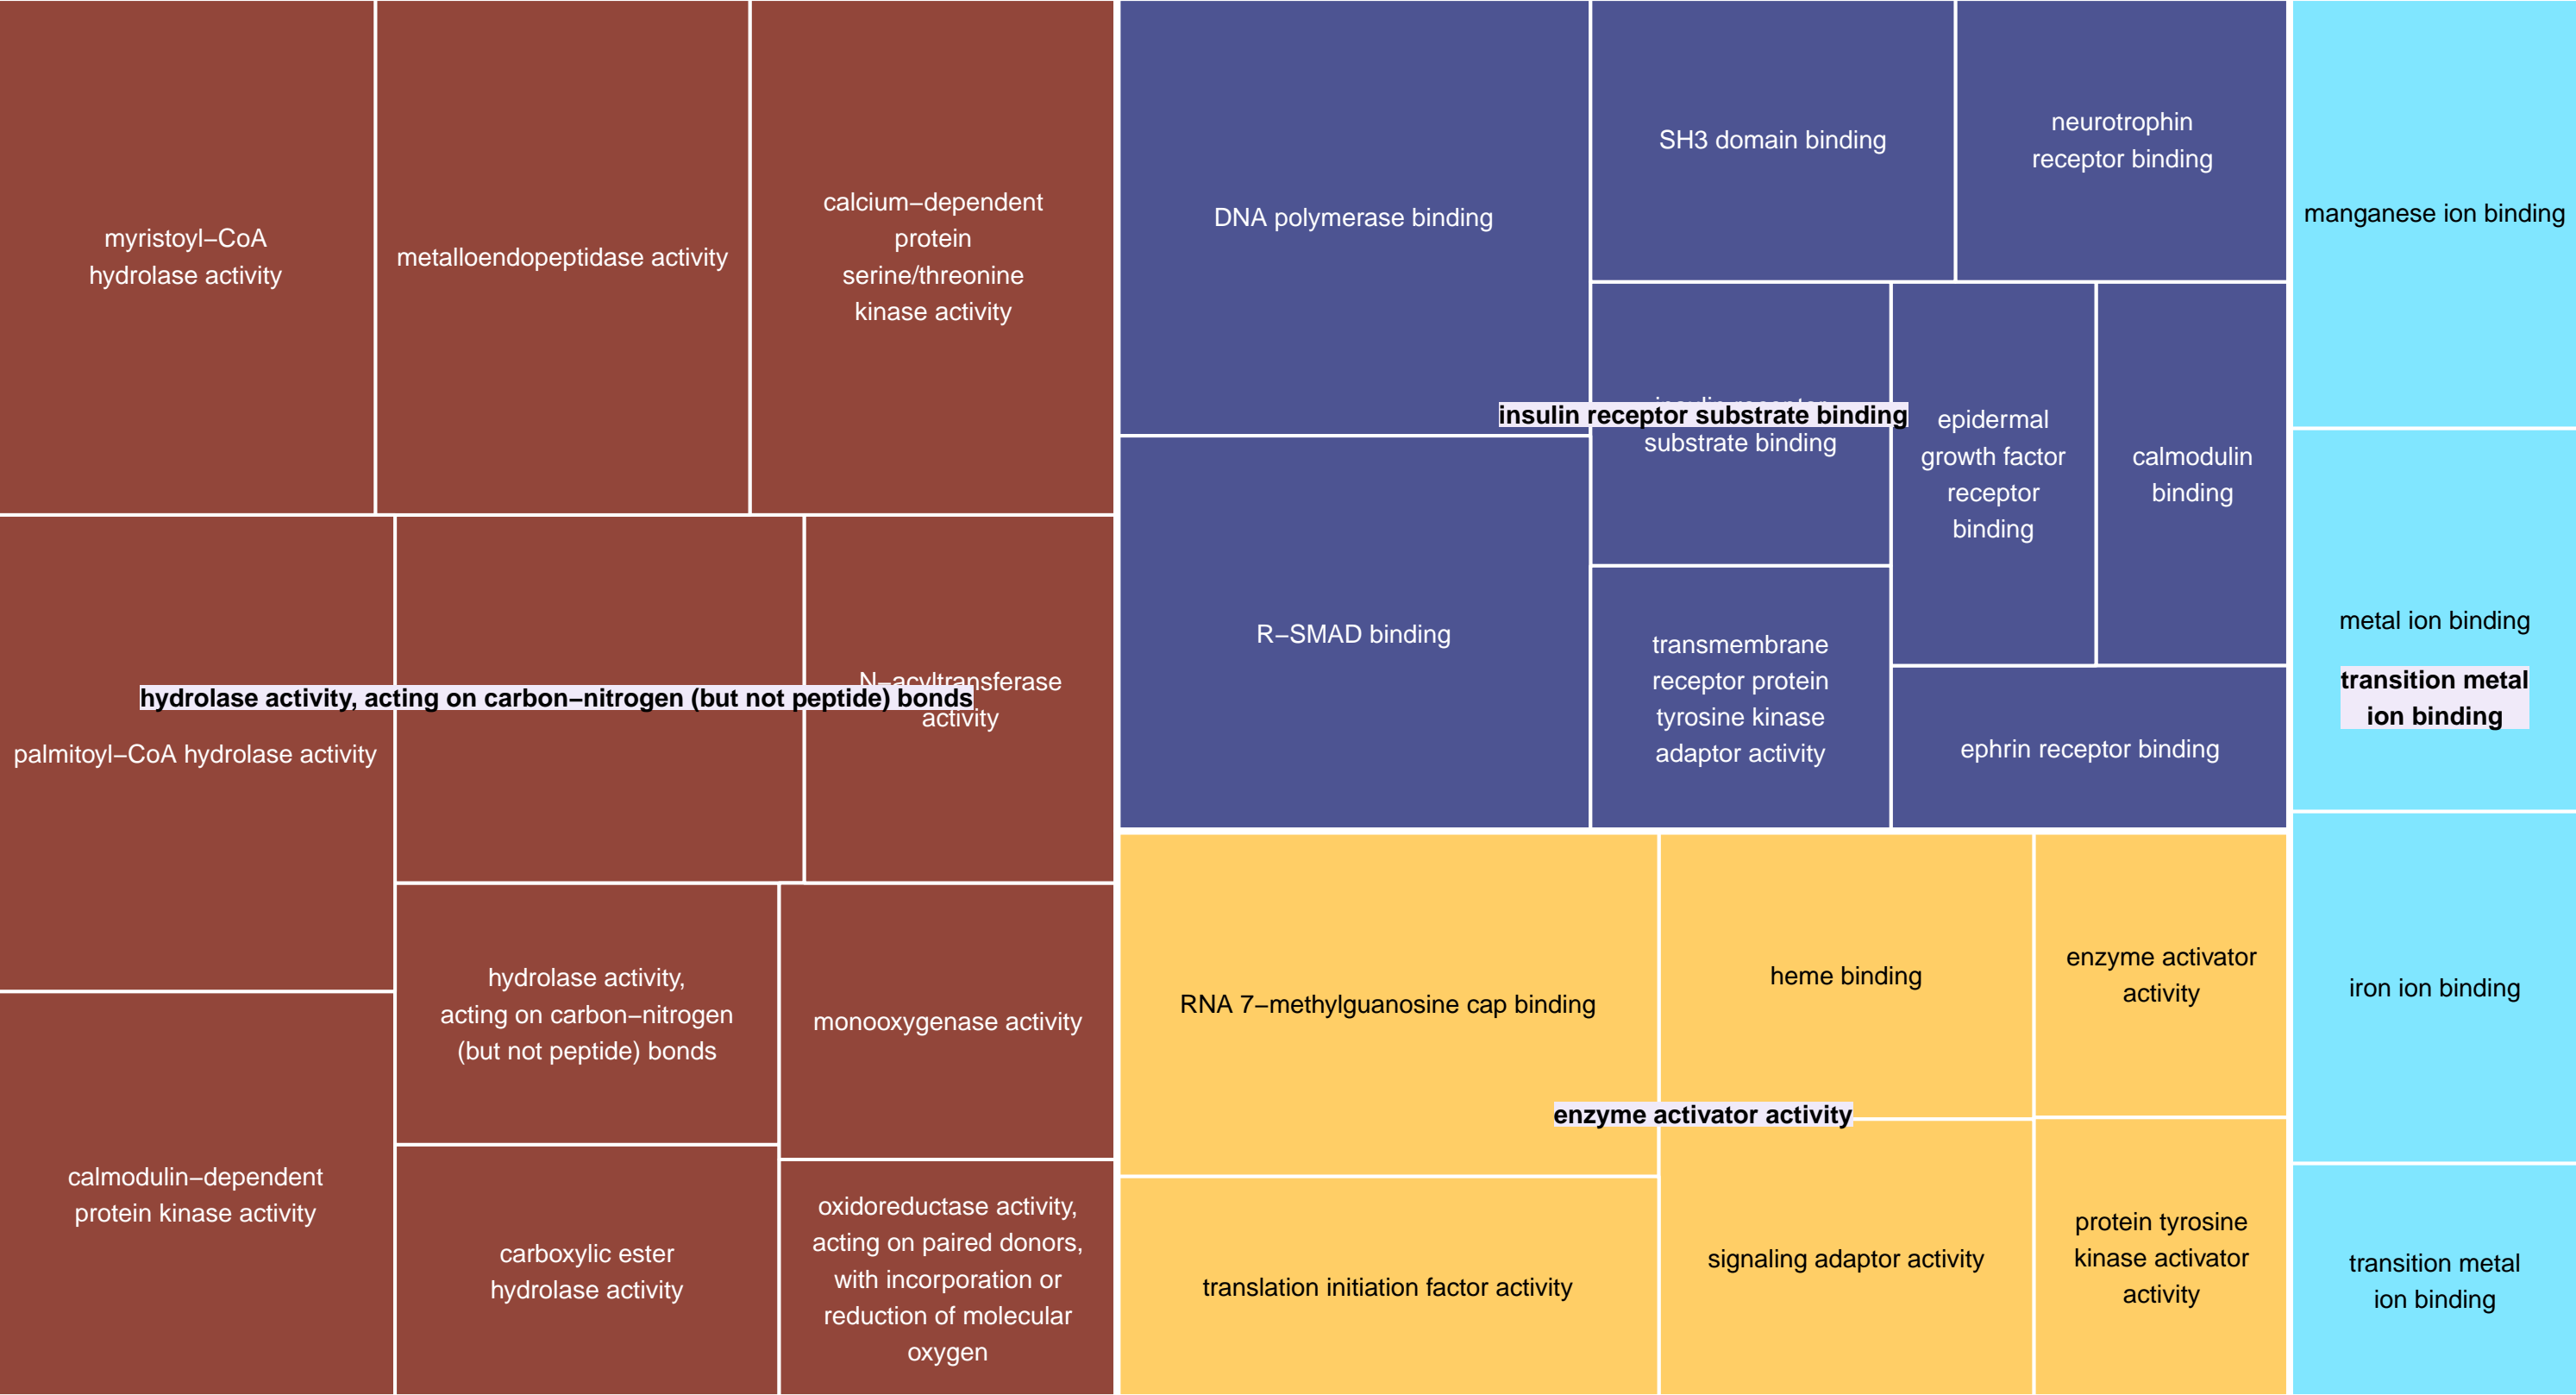 myristoyl−CoA
hydrolase activity
metalloendopeptidase activity
calcium−dependent
protein
serine/threonine
kinase activity
palmitoyl−CoA hydrolase activity
N−acyltransferase
activity
hydrolase activity, acting on carbon−nitrogen (but not peptide) bonds
calmodulin−dependent
protein kinase activity
hydrolase activity,
acting on carbon−nitrogen
(but not peptide) bonds
monooxygenase activity
carboxylic ester
hydrolase activity
oxidoreductase activity,
acting on paired donors,
with incorporation or
reduction of molecular
oxygen
DNA polymerase binding
SH3 domain binding
neurotrophin
receptor binding
R−SMAD binding
insulin receptor
substrate binding
insulin receptor substrate binding
epidermal
growth factor
receptor
binding
calmodulin
binding
transmembrane
receptor protein
tyrosine kinase
adaptor activity
ephrin receptor binding
RNA 7−methylguanosine cap binding
heme binding
enzyme activator
activity
enzyme activator activity
translation initiation factor activity
signaling adaptor activity
protein tyrosine
kinase activator
activity
manganese ion binding
metal ion binding
transition metal
ion binding
iron ion binding
transition metal
ion binding